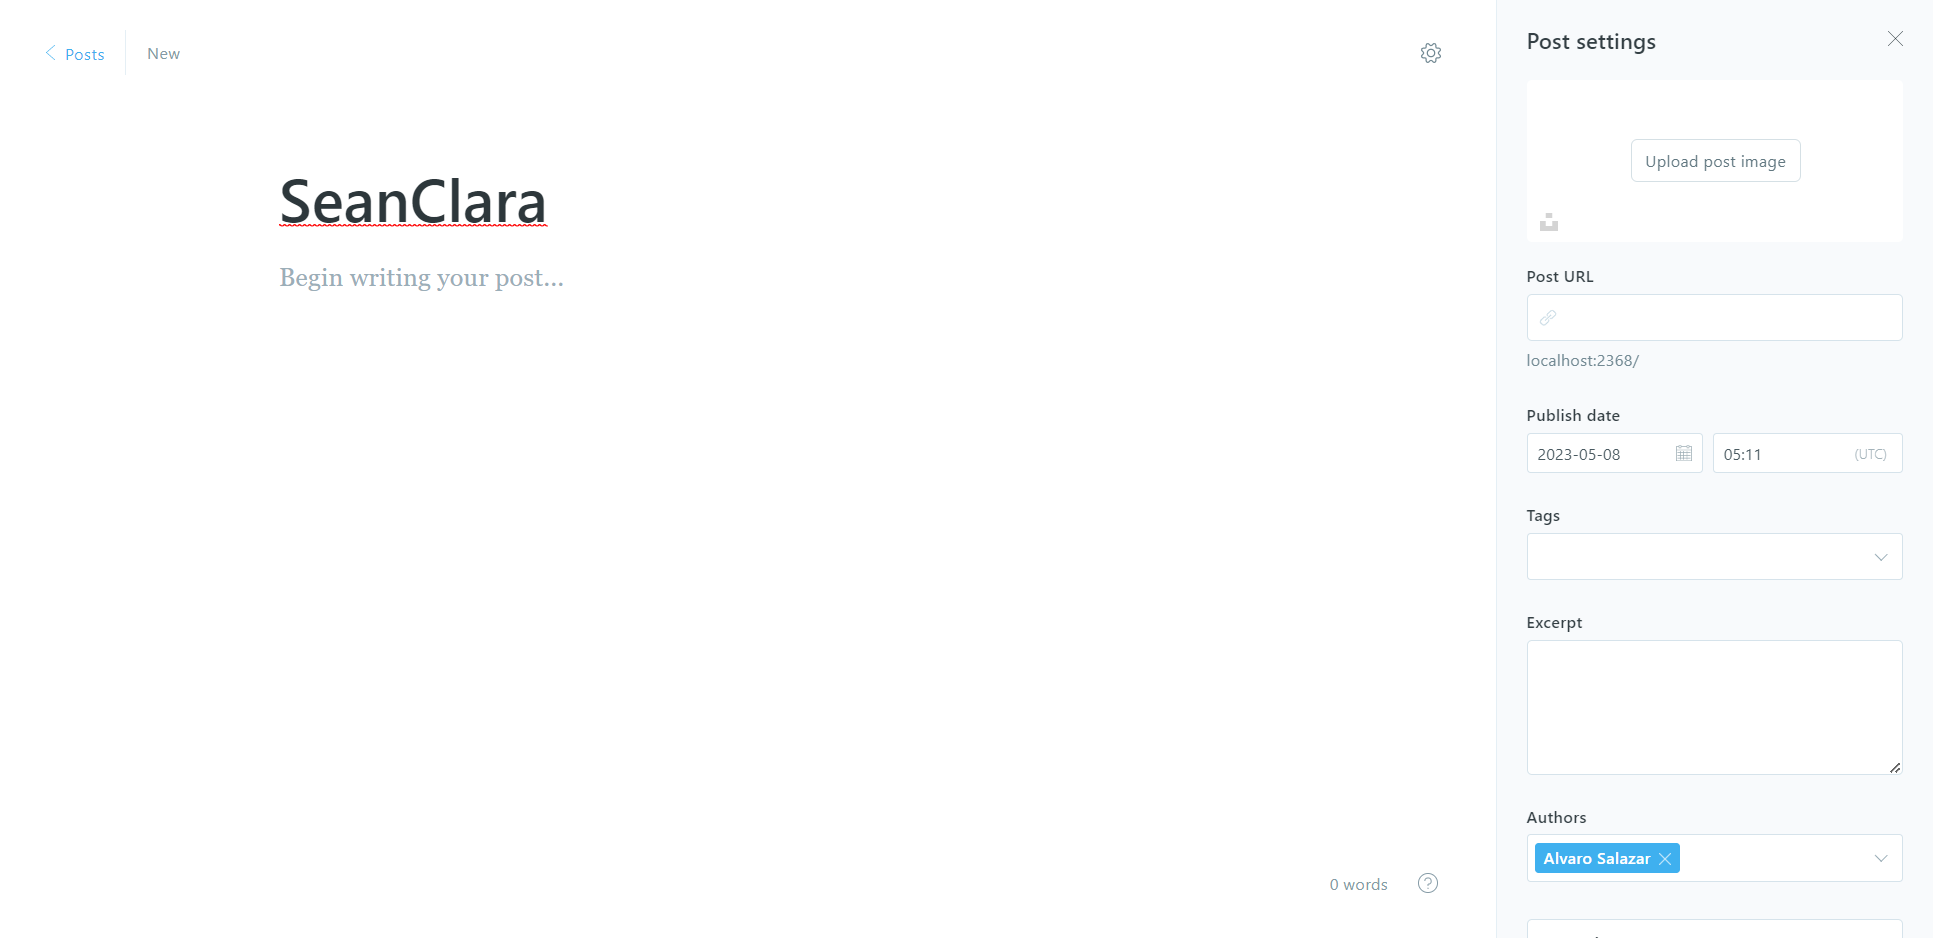 Posts
New
SeanClara
Begin writing your post...
0 words
Post settings
Upload post image
Post URL
localhost:2368/
Publish date
2023-05-08
05:11 (UTC)
Tags
Excerpt
Authors
Alvaro Salazar